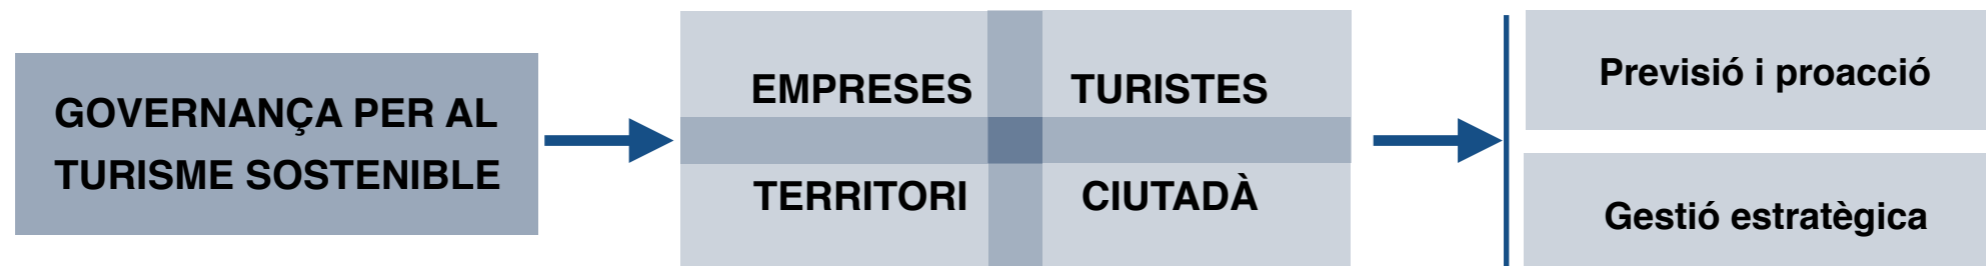 GOVERNANÇA PER AL
TURISME SOSTENIBLE
EMPRESES
TURISTES
TERRITORI
CIUTADÀ
Previsió i proacció
Gestió estratègica